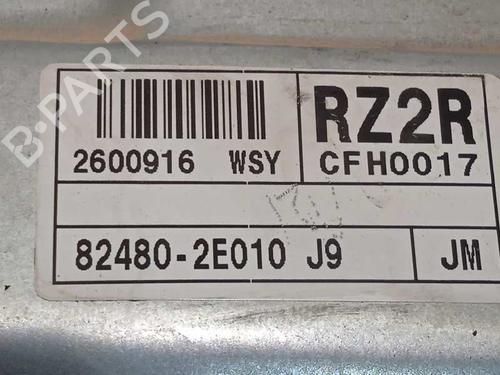 B-PARTS
RZ2R
2600916 WSY
CFH0017
82480-2E010 J9
JM